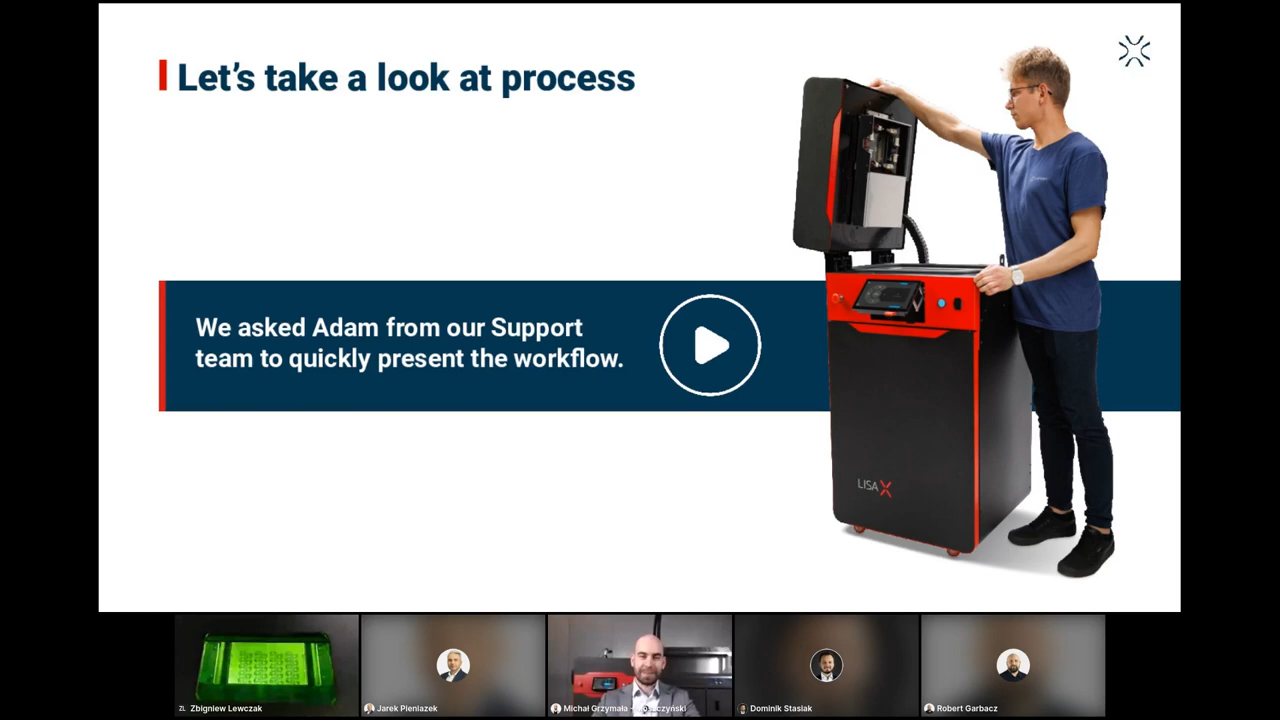 Let's take a look at process
We asked Adam from our Support
team to quickly present the workflow.
LISA X
ZL Zbigniew Lewczak
Jarek Pieniazek
Michał Grzymała
Dominik Stasiak
Robert Garbacz